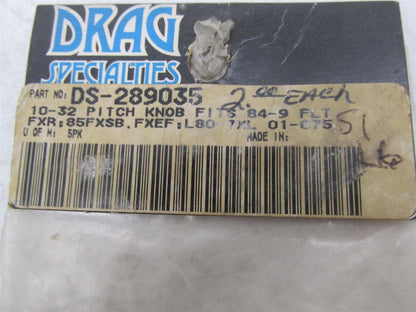 DRAG
SPECIALTIES
PART NO: DS-289035 2.00 EACH
10-32 PITCH KNOB FITS 84-9 FLT
FXR;85FXSB,FXEF;L80- XL 01-075 51
U OF M: 5PK MADE IN: